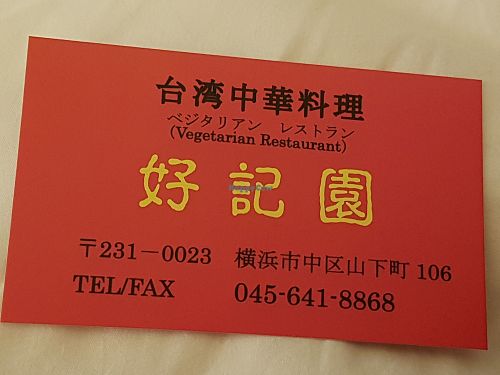 台湾中華料理
ベジタリアン　レストラン
(Vegetarian Restaurant)
好記園
〒231－0023　横浜市中区山下町 106
TEL/FAX　045-641-8868